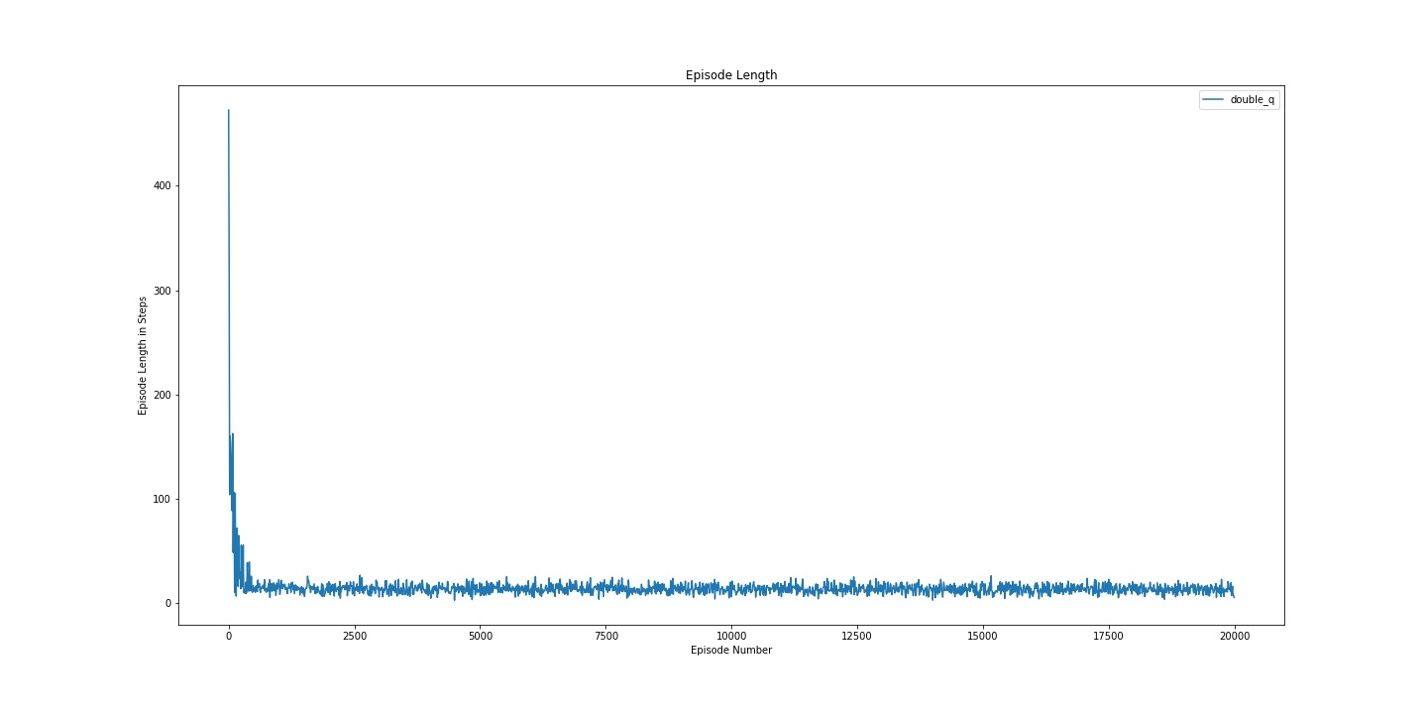 Episode Length
double_q
400
300
200
100
0
Episode Length in Steps
0 2500 5000 7500 10000 12500 15000 17500 20000
Episode Number